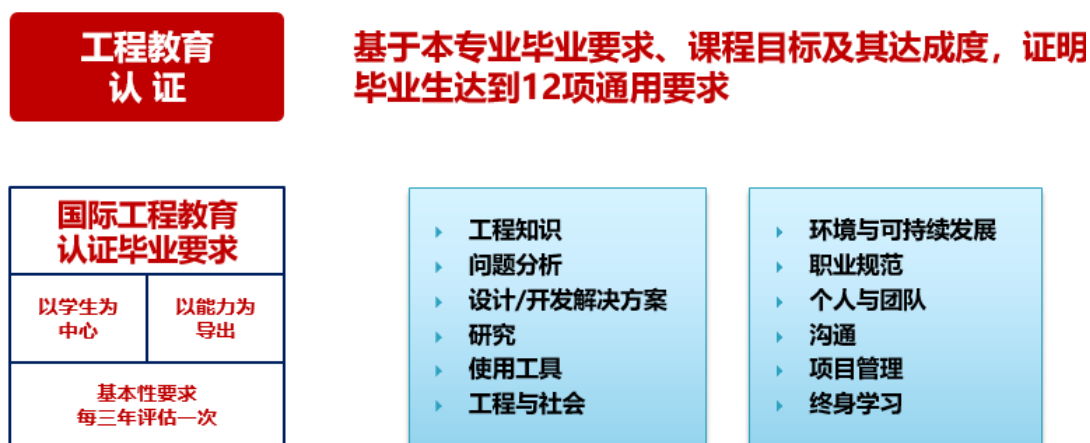 工程教育
认 证
基于本专业毕业要求、课程目标及其达成度，证明
毕业生达到12项通用要求
国际工程教育
认证毕业要求
以学生为
中心
以能力为
导出
基本性要求
每三年评估一次
工程知识
问题分析
设计/开发解决方案
研究
使用工具
工程与社会
环境与可持续发展
职业规范
个人与团队
沟通
项目管理
终身学习